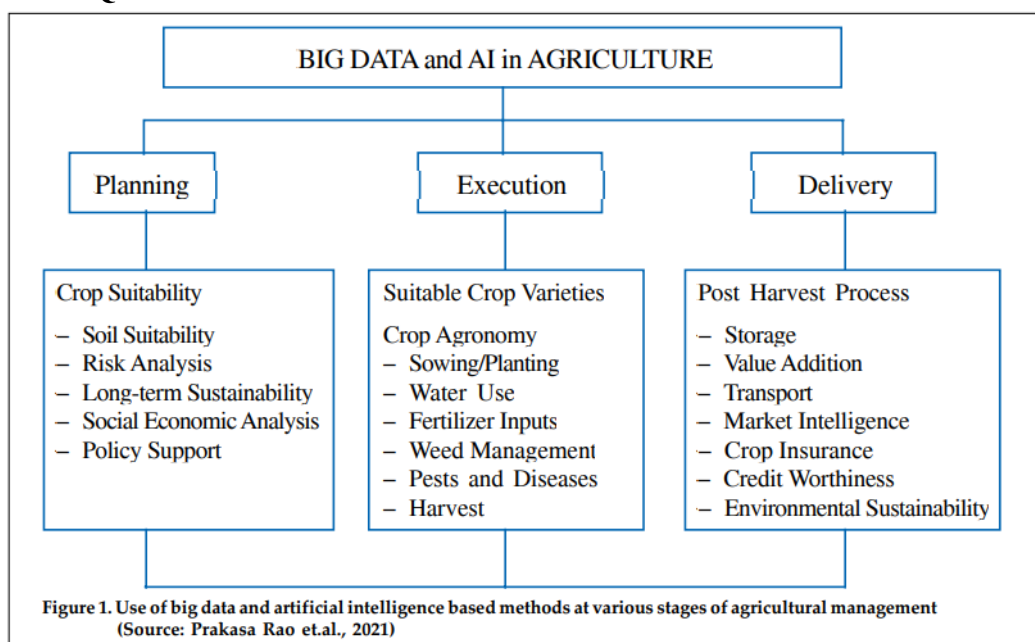 BIG DATA and AI in AGRICULTURE
Planning
Execution
Delivery
Crop Suitability
– Soil Suitability
– Risk Analysis
– Long-term Sustainability
– Social Economic Analysis
– Policy Support
Suitable Crop Varieties
Crop Agronomy
– Sowing/Planting
– Water Use
– Fertilizer Inputs
– Weed Management
– Pests and Diseases
– Harvest
Post Harvest Process
– Storage
– Value Addition
– Transport
– Market Intelligence
– Crop Insurance
– Credit Worthiness
– Environmental Sustainability
Figure 1. Use of big data and artificial intelligence based methods at various stages of agricultural management
(Source: Prakasa Rao et.al., 2021)